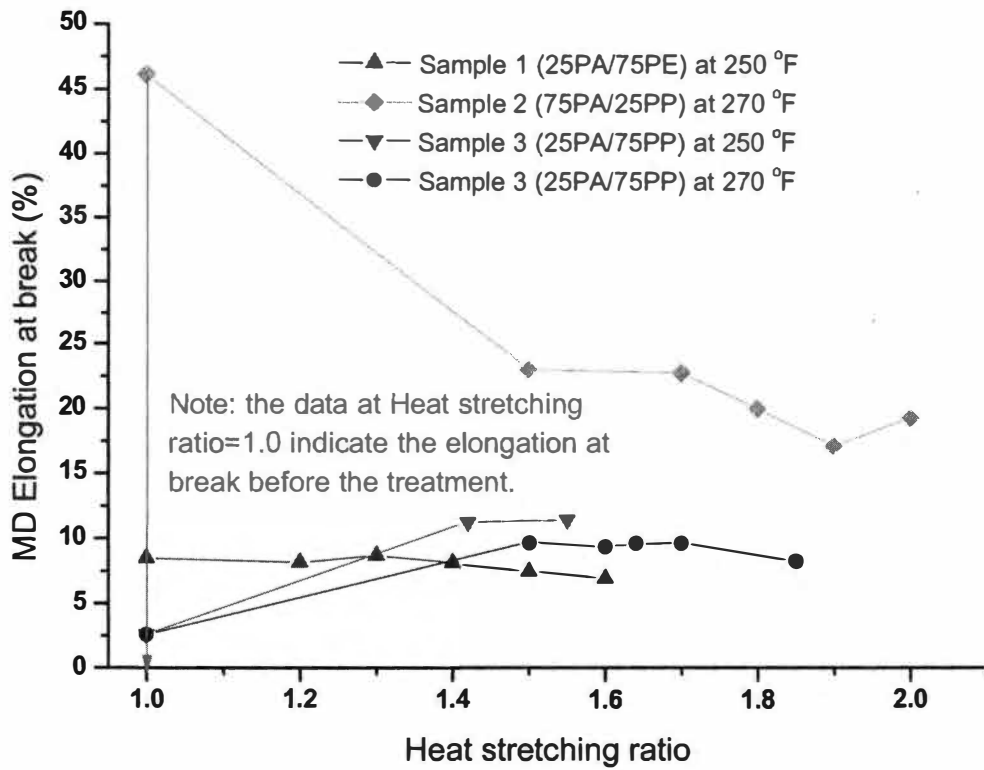 50
45
40
35
30
25
20
15
10
5
0
MD Elongation at break (%)
Sample 1 (25PA/75PE) at 250 °F
Sample 2 (75PA/25PP) at 270 °F
Sample 3 (25PA/75PP) at 250 °F
Sample 3 (25PA/75PP) at 270 °F
Note: the data at Heat stretching
ratio=1.0 indicate the elongation at
break before the treatment.
1.0 1.2 1.4 1.6 1.8 2.0
Heat stretching ratio